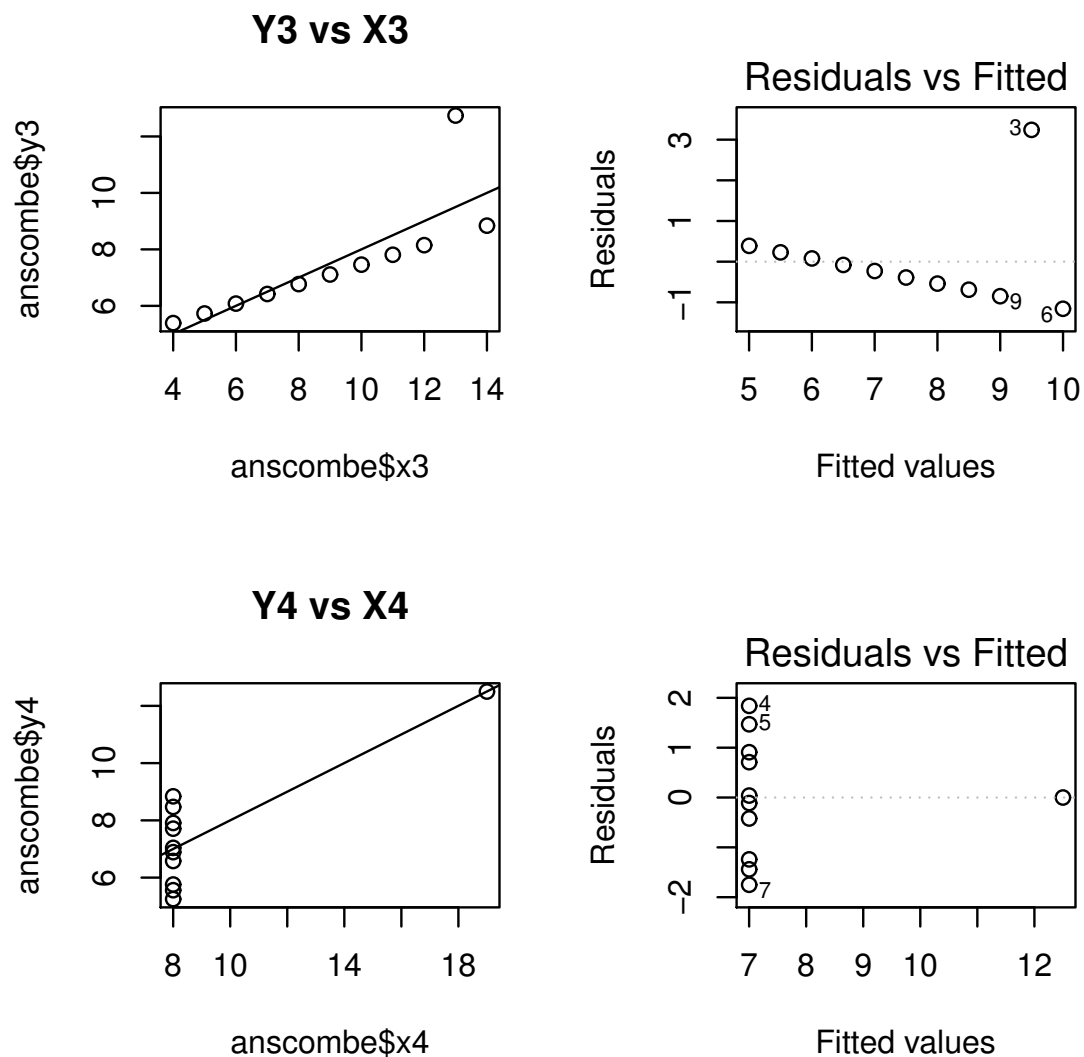 Y3 vs X3
anscombe$y3
6 8 10
4 6 8 10 12 14
anscombe$x3
Residuals vs Fitted
Residuals
−1 1 3
3
9
6
5 6 7 8 9 10
Fitted values
Y4 vs X4
anscombe$y4
6 8 10
8 10 14 18
anscombe$x4
Residuals vs Fitted
Residuals
−2 0 1 2
4
5
7
7 8 9 10 12
Fitted values